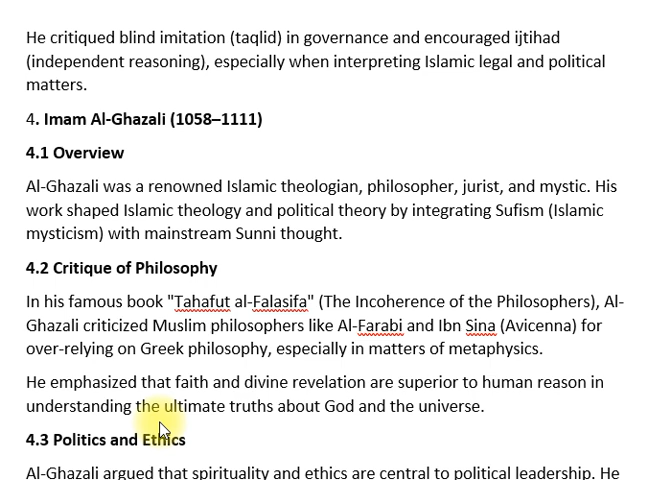 He critiqued blind imitation (taqlid) in governance and encouraged ijtihad
(independent reasoning), especially when interpreting Islamic legal and political
matters.
4. Imam Al-Ghazali (1058–1111)
4.1 Overview
Al-Ghazali was a renowned Islamic theologian, philosopher, jurist, and mystic. His
work shaped Islamic theology and political theory by integrating Sufism (Islamic
mysticism) with mainstream Sunni thought.
4.2 Critique of Philosophy
In his famous book "Tahafut al-Falasifa" (The Incoherence of the Philosophers), Al-
Ghazali criticized Muslim philosophers like Al-Farabi and Ibn Sina (Avicenna) for
over-relying on Greek philosophy, especially in matters of metaphysics.
He emphasized that faith and divine revelation are superior to human reason in
understanding the ultimate truths about God and the universe.
4.3 Politics and Ethics
Al-Ghazali argued that spirituality and ethics are central to political leadership. He